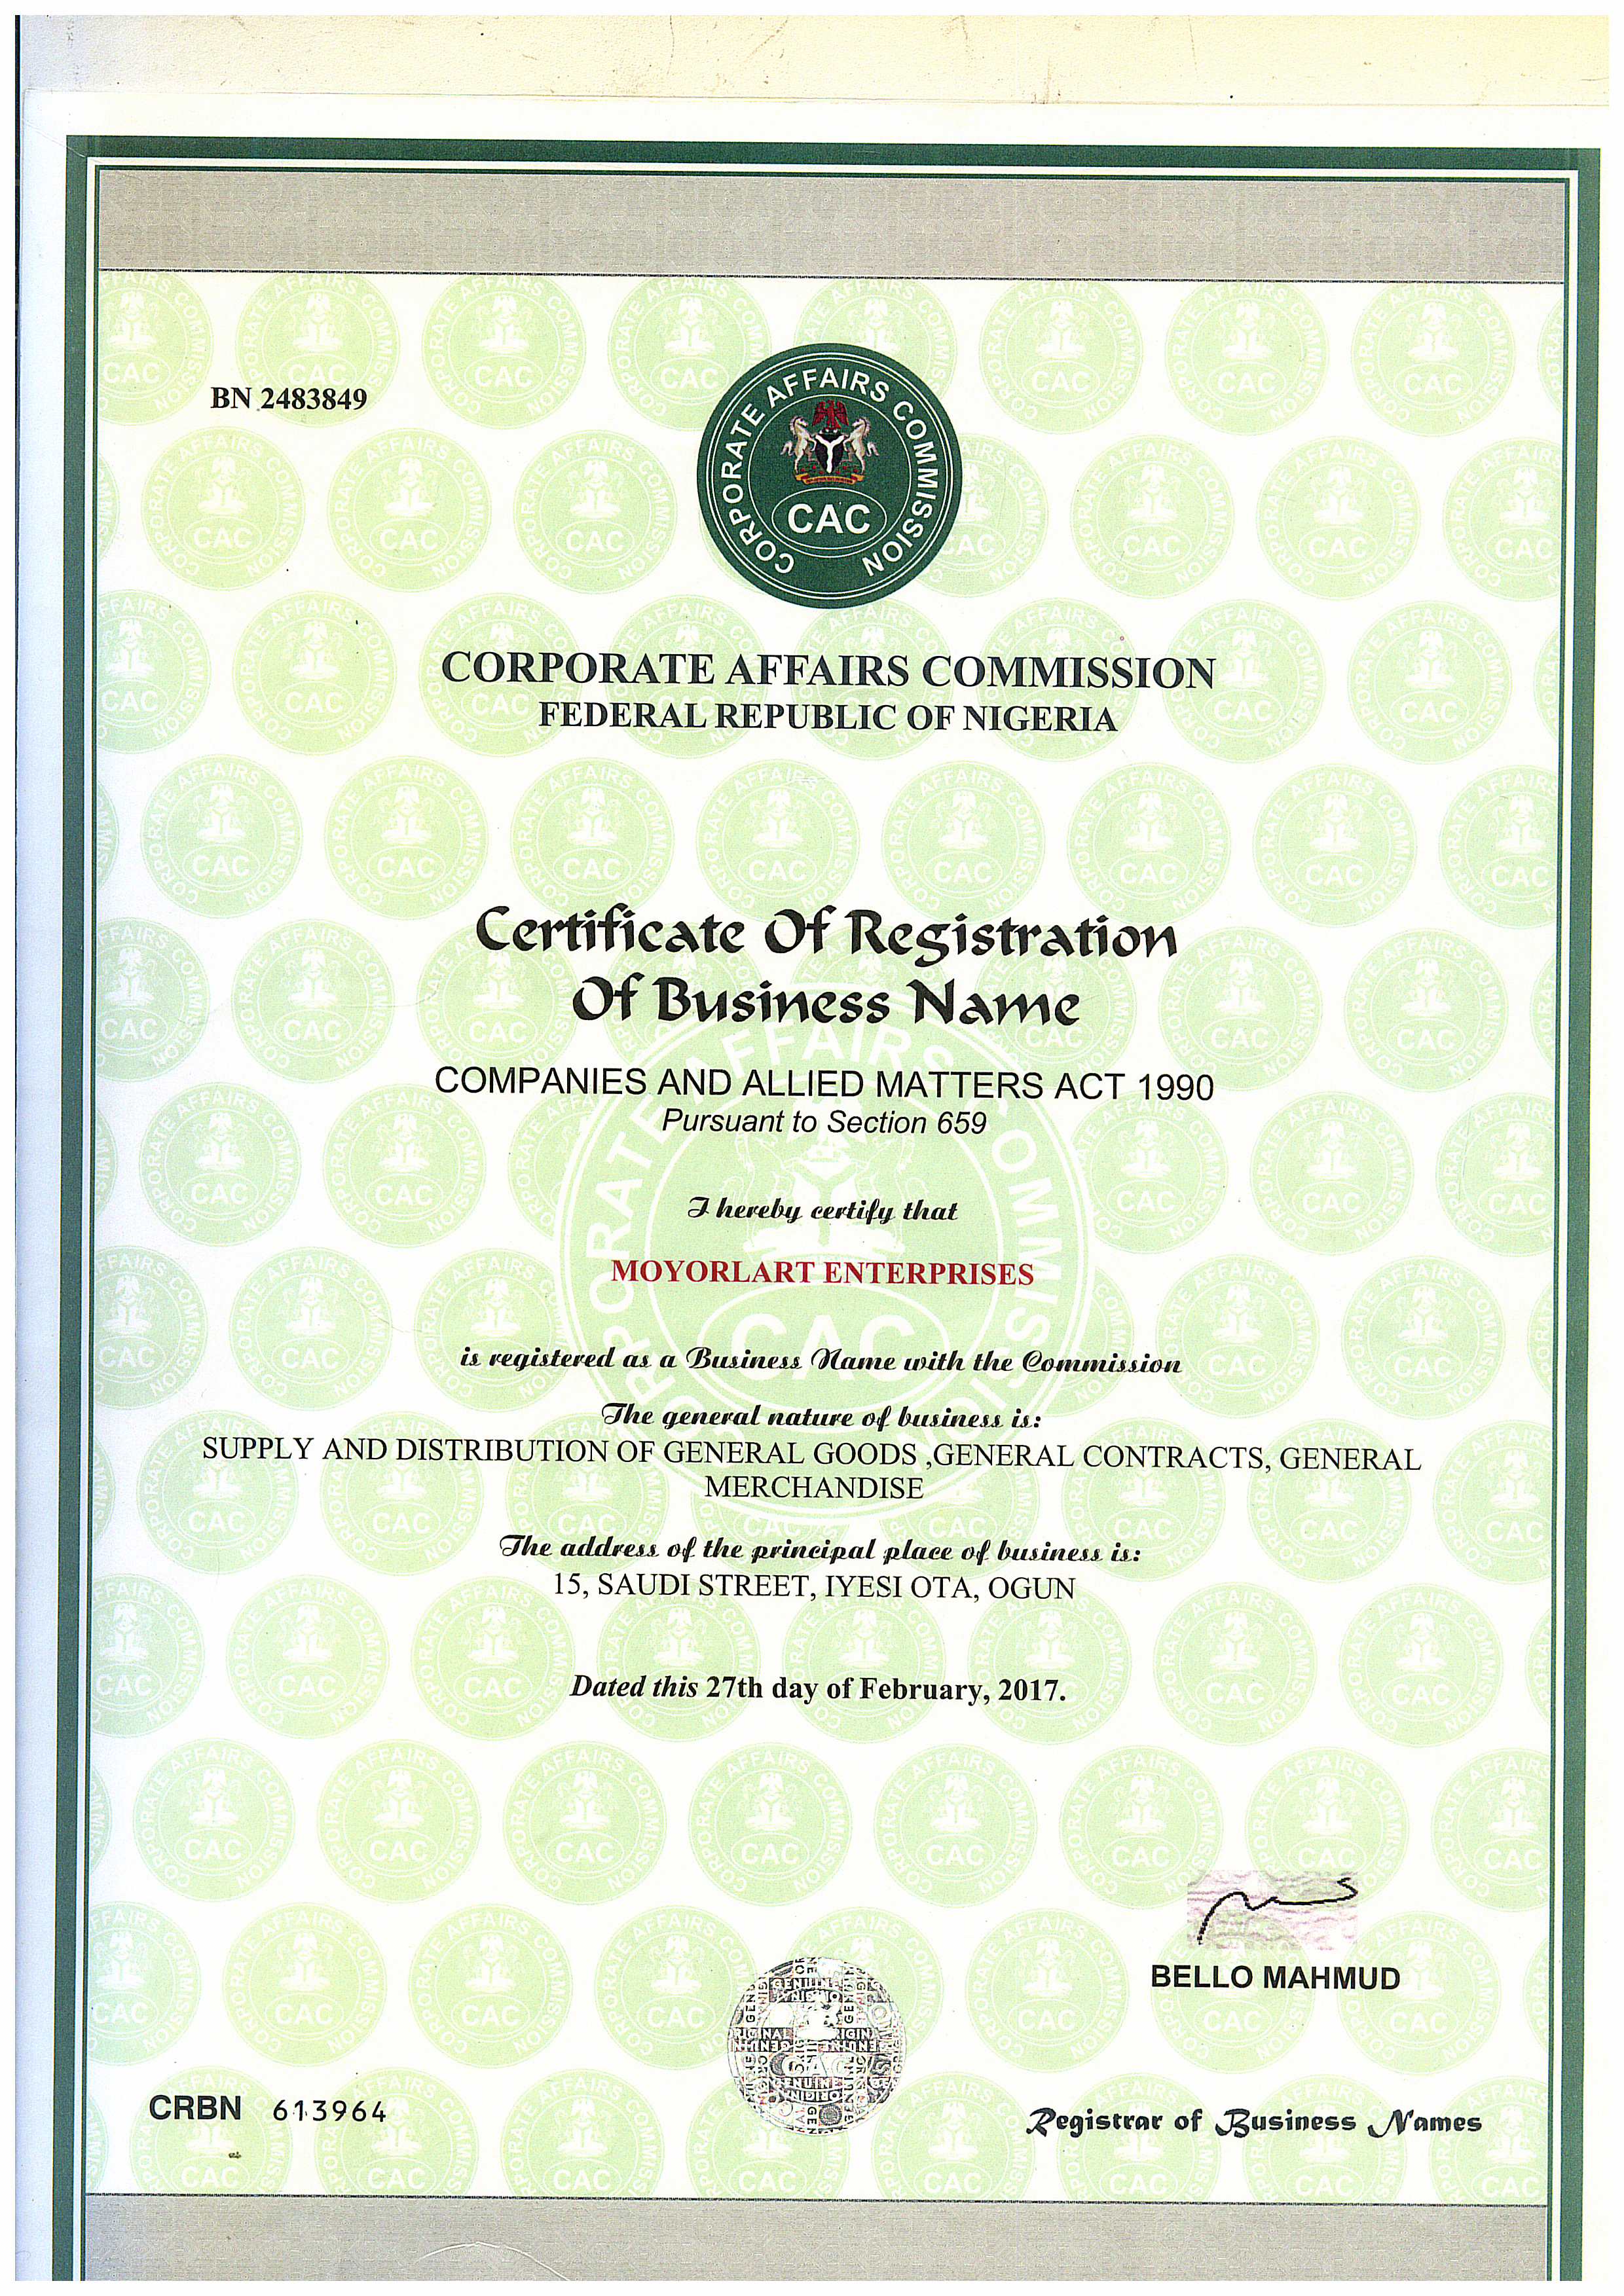 BN 2483849
CORPORATE AFFAIRS COMMISSION
CAC
CORPORATE AFFAIRS COMMISSION
FEDERAL REPUBLIC OF NIGERIA
Certificate Of Registration
Of Business Name
COMPANIES AND ALLIED MATTERS ACT 1990
Pursuant to Section 659
I hereby certify that
MOYORLART ENTERPRISES
is registered as a Business Name with the Commission
The general nature of business is:
SUPPLY AND DISTRIBUTION OF GENERAL GOODS ,GENERAL CONTRACTS, GENERAL
MERCHANDISE
The address of the principal place of business is:
15, SAUDI STREET, IYESI OTA, OGUN
Dated this 27th day of February, 2017.
BELLO MAHMUD
CRBN 613964
Registrar of Business Names